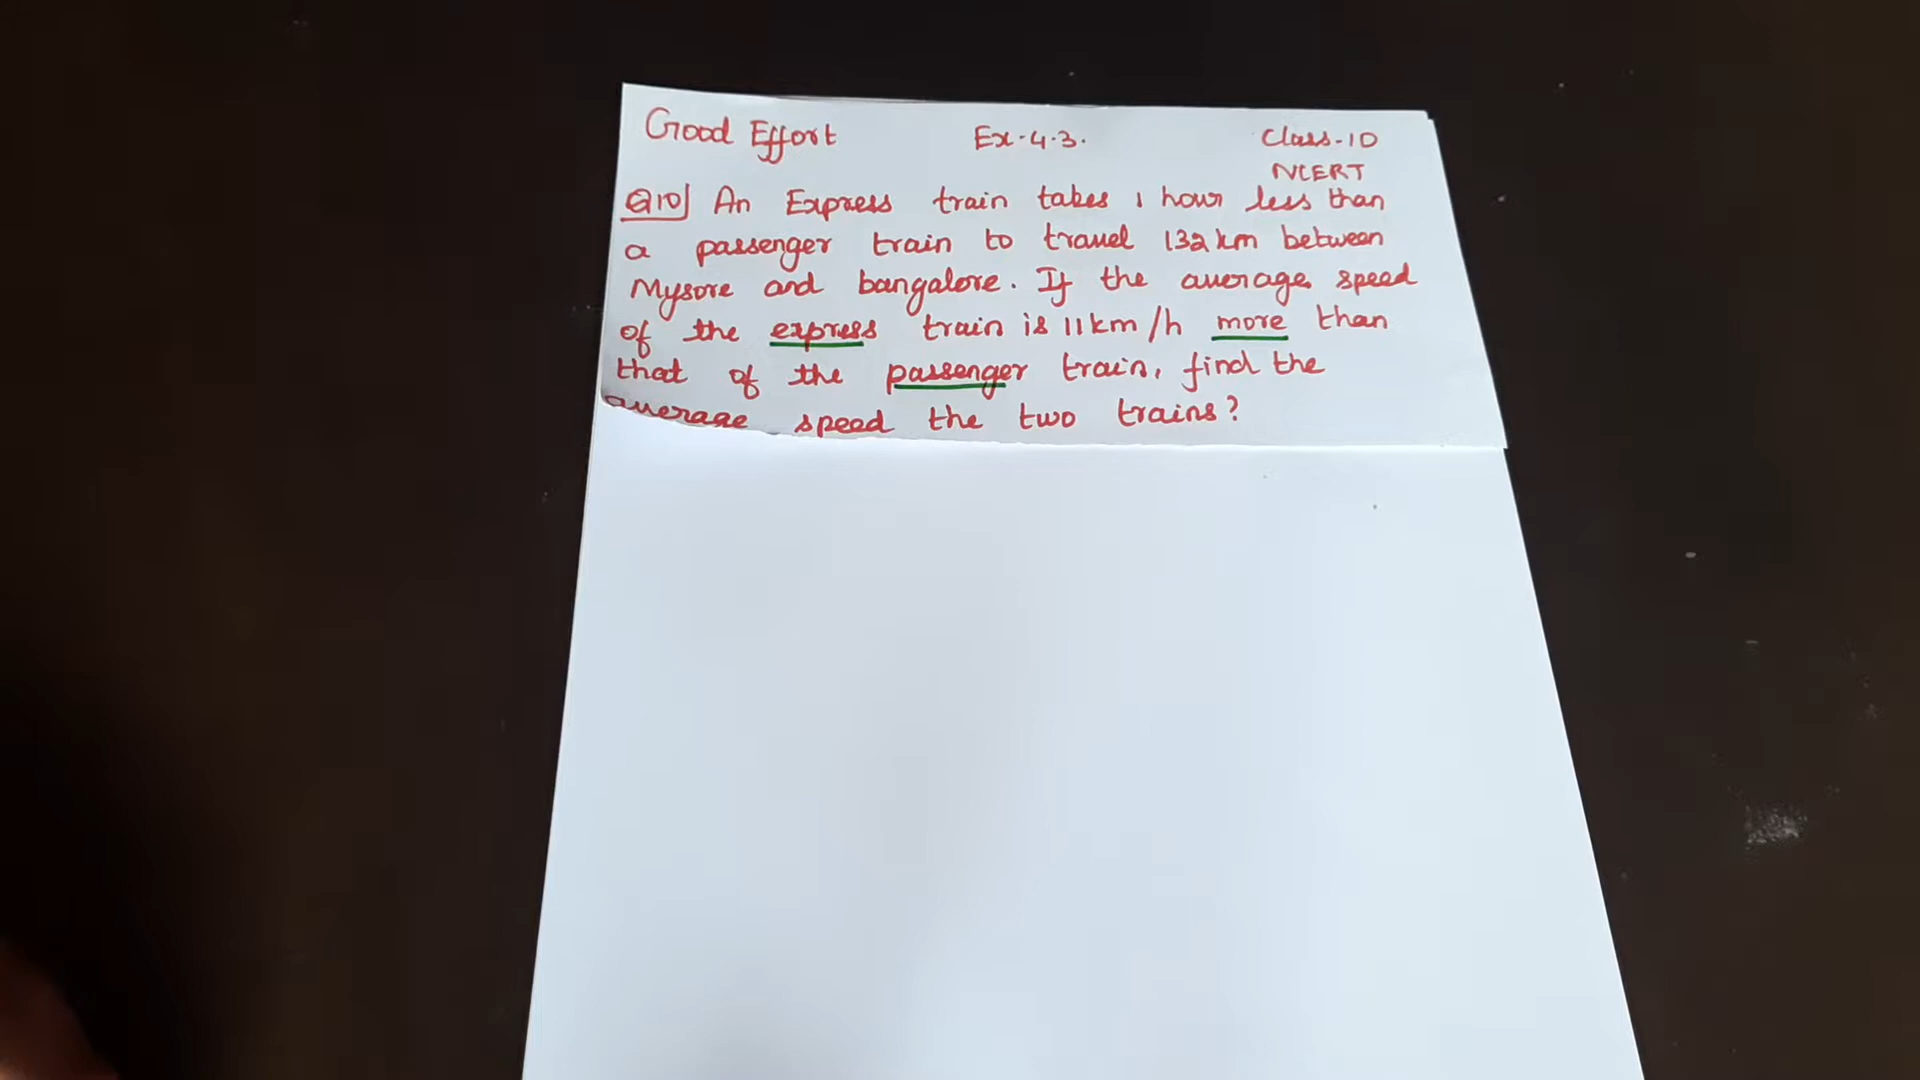 Good Effort Ex-4.3. Class-10
NCERT
Q10 An Express train takes 1 hour less than
a passenger train to travel 132 km between
Mysore and bangalore. If the average speed
of the express train is 11km/h more than
that of the passenger train, find the
average speed the two trains?